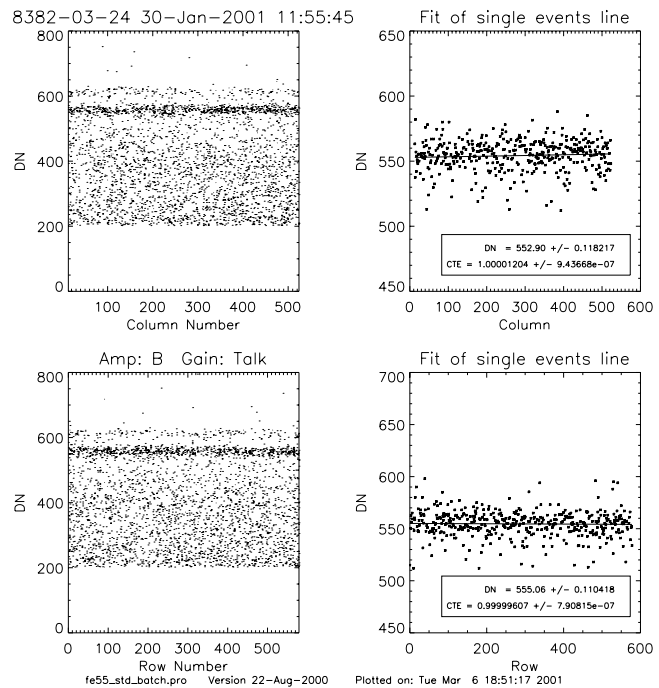 8382-03-24 30-Jan-2001 11:55:45
800
600
400
200
0
DN
100 200 300 400 500
Column Number
Fit of single events line
650
600
550
500
450
DN
DN = 552.90 +/- 0.118217
CTE = 1.00001204 +/- 9.43668e-07
0 100 200 300 400 500 600
Column
Amp: B Gain: Talk
800
600
400
200
0
DN
0 100 200 300 400 500
Row Number
Fit of single events line
700
650
600
550
500
450
DN
DN = 555.06 +/- 0.110418
CTE = 0.99999607 +/- 7.90815e-07
0 200 400 600
Row
fe55_std_batch.pro Version 22-Aug-2000 Plotted on: Tue Mar 6 18:51:17 2001